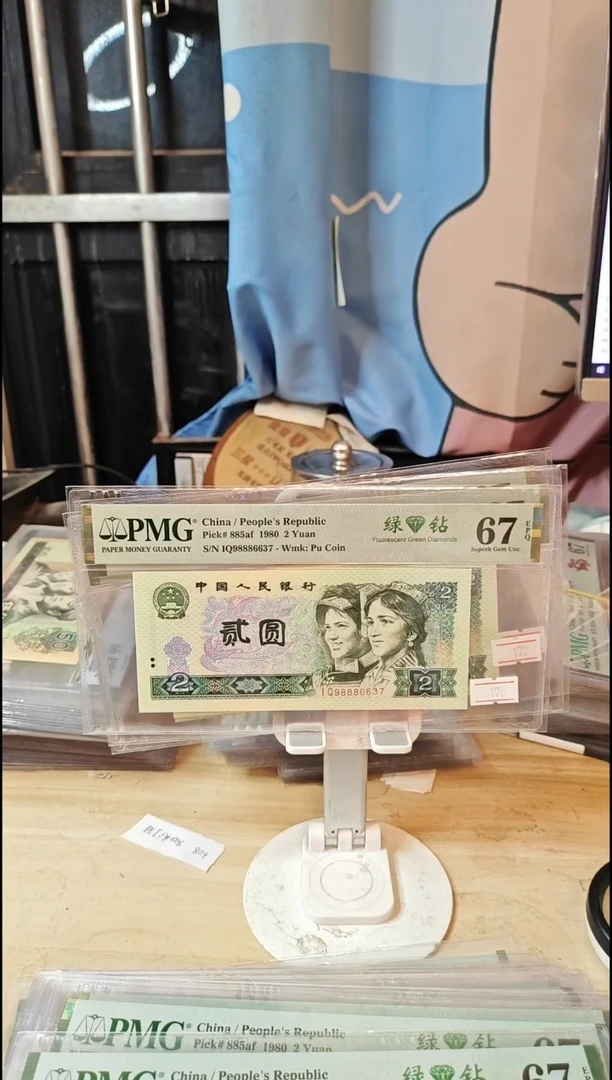 PMG
PAPER MONEY GUARANTY
China / People's Republic
Pick# 885af 1980 2 Yuan
S/N IQ98886637 - Wmk: Pu Coin
绿 钻
Fluorescent Green Diamonds
67 EPQ
Superb Gem Unc
中国人民银行
贰圆
2
2
2
IQ98886637
170
170
50
PMG
China / People's Republic
Pick# 885af 1980 2 Yuan
绿 钻
67
PMG
China / People's Republic
绿 钻
67